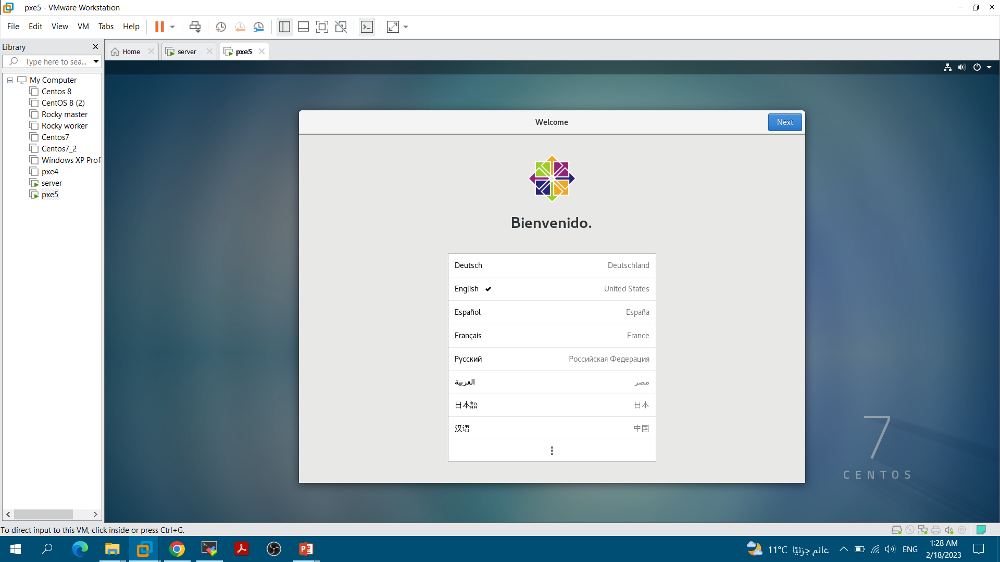 pxe5 - VMware Workstation
File Edit View VM Tabs Help
Library
Type here to sea...
Home server pxe5
My Computer
Centos 8
CentOS 8 (2)
Rocky master
Rocky worker
Centos7
Centos7_2
Windows XP Prof
pxe4
server
pxe5
Welcome
Next
Bienvenido.
Deutsch Deutschland
English United States
Español España
Français France
Русский Российская Федерация
العربية مصر
日本語 日本
汉语 中国
7
CENTOS
To direct input to this VM, click inside or press Ctrl+G.
11°C غائم جزئيًا ENG
1:28 AM
2/18/2023